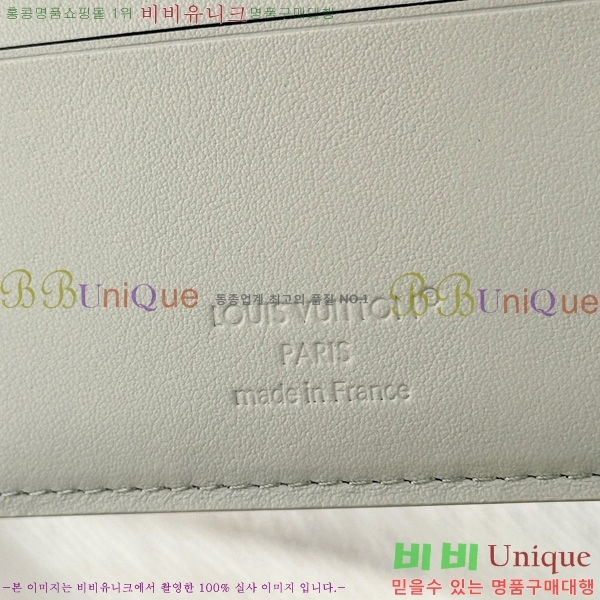 홍콩명품쇼핑몰 1위 비비유니크명품구매대행
BBUniQue 동종업계 최고의 품질 NO.1 BBUNiQue
LOUIS VUITTON®
PARIS
made in France
비비 Unique
믿을수 있는 명품구매대행
-본 이미지는 비비유니크에서 촬영한 100% 실사 이미지 입니다.-